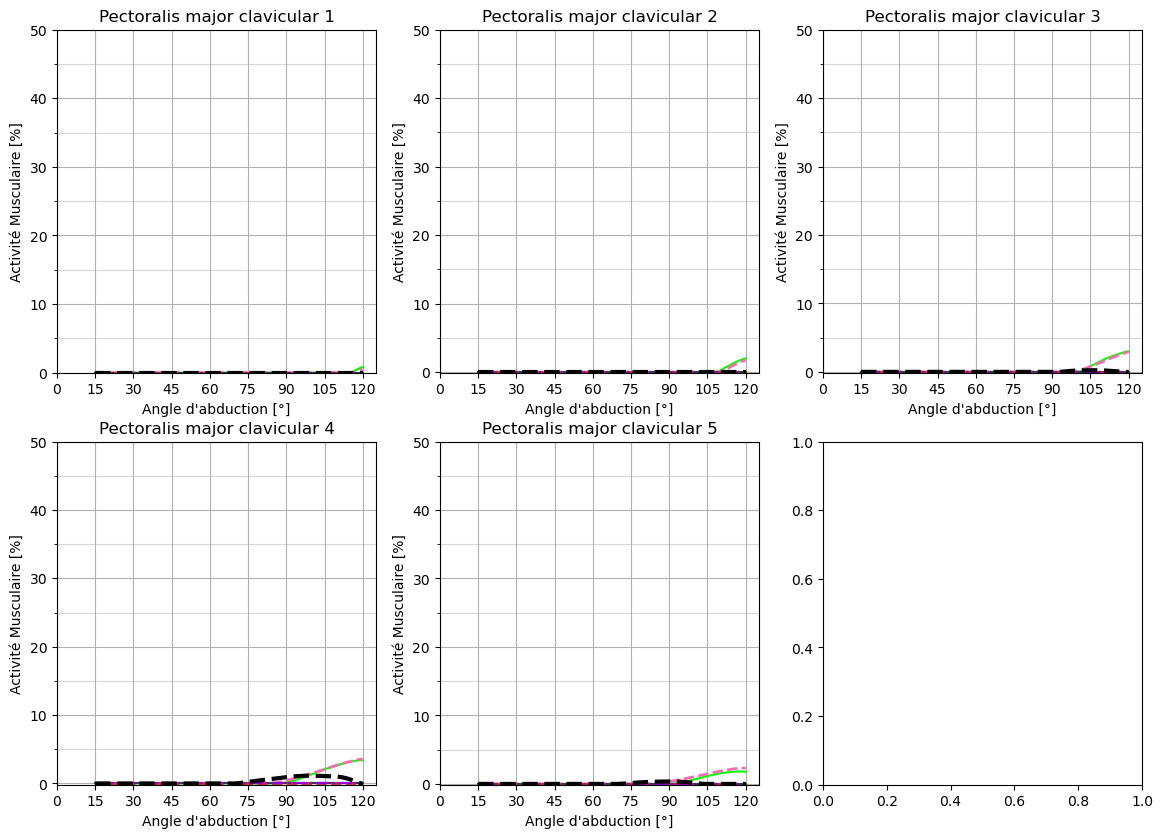 Pectoralis major clavicular 1
Pectoralis major clavicular 2
Pectoralis major clavicular 3
50
40
30
20
10
0
Activité Musculaire [%]
0 15 30 45 60 75 90 105 120
Angle d'abduction [°]
50
40
30
20
10
0
Activité Musculaire [%]
0 15 30 45 60 75 90 105 120
Angle d'abduction [°]
50
40
30
20
10
0
Activité Musculaire [%]
0 15 30 45 60 75 90 105 120
Angle d'abduction [°]
Pectoralis major clavicular 4
Pectoralis major clavicular 5
50
40
30
20
10
0
Activité Musculaire [%]
0 15 30 45 60 75 90 105 120
Angle d'abduction [°]
50
40
30
20
10
0
Activité Musculaire [%]
0 15 30 45 60 75 90 105 120
Angle d'abduction [°]
1.0
0.8
0.6
0.4
0.2
0.0
0.0 0.2 0.4 0.6 0.8 1.0